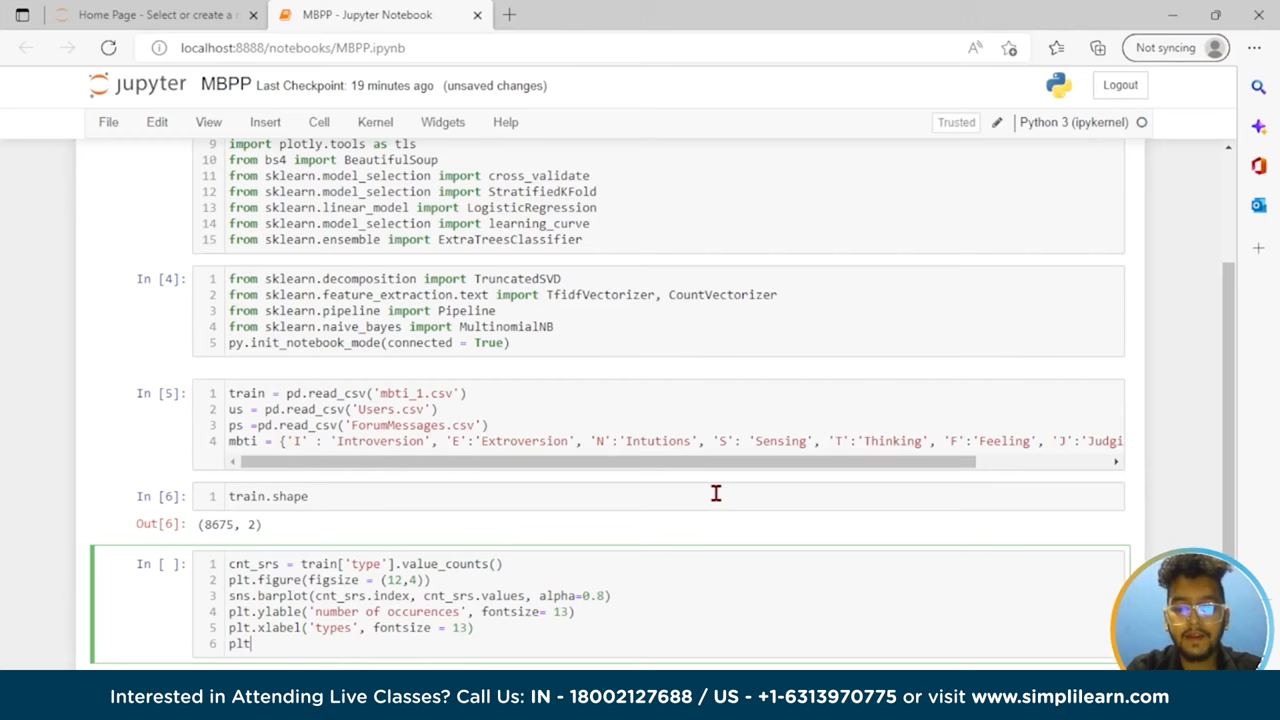 Home Page - Select or create a n
MBPP - Jupyter Notebook
localhost:8888/notebooks/MBPP.ipynb
Not syncing
jupyter MBPP Last Checkpoint: 19 minutes ago (unsaved changes)
Logout
File Edit View Insert Cell Kernel Widgets Help
Trusted
Python 3 (ipykernel)
9 import plotly.tools as tls
10 from bs4 import BeautifulSoup
11 from sklearn.model_selection import cross_validate
12 from sklearn.model_selection import StratifiedKFold
13 from sklearn.linear_model import LogisticRegression
14 from sklearn.model_selection import learning_curve
15 from sklearn.ensemble import ExtraTreesClassifier
In [4]:
1 from sklearn.decomposition import TruncatedSVD
2 from sklearn.feature_extraction.text import TfidfVectorizer, CountVectorizer
3 from sklearn.pipeline import Pipeline
4 from sklearn.naive_bayes import MultinomialNB
5 py.init_notebook_mode(connected = True)
In [5]:
1 train = pd.read_csv('mbti_1.csv')
2 us = pd.read_csv('Users.csv')
3 ps =pd.read_csv('ForumMessages.csv')
4 mbti = {'I' : 'Introversion', 'E':'Extroversion', 'N':'Intutions', 'S': 'Sensing', 'T':'Thinking', 'F':'Feeling', 'J':'Judgi
In [6]:
1 train.shape
Out[6]: (8675, 2)
In [ ]:
1 cnt_srs = train['type'].value_counts()
2 plt.figure(figsize = (12,4))
3 sns.barplot(cnt_srs.index, cnt_srs.values, alpha=0.8)
4 plt.ylable('number of occurences', fontsize= 13)
5 plt.xlabel('types', fontsize = 13)
6 plt
Interested in Attending Live Classes? Call Us: IN - 18002127688 / US - +1-6313970775 or visit www.simplilearn.com